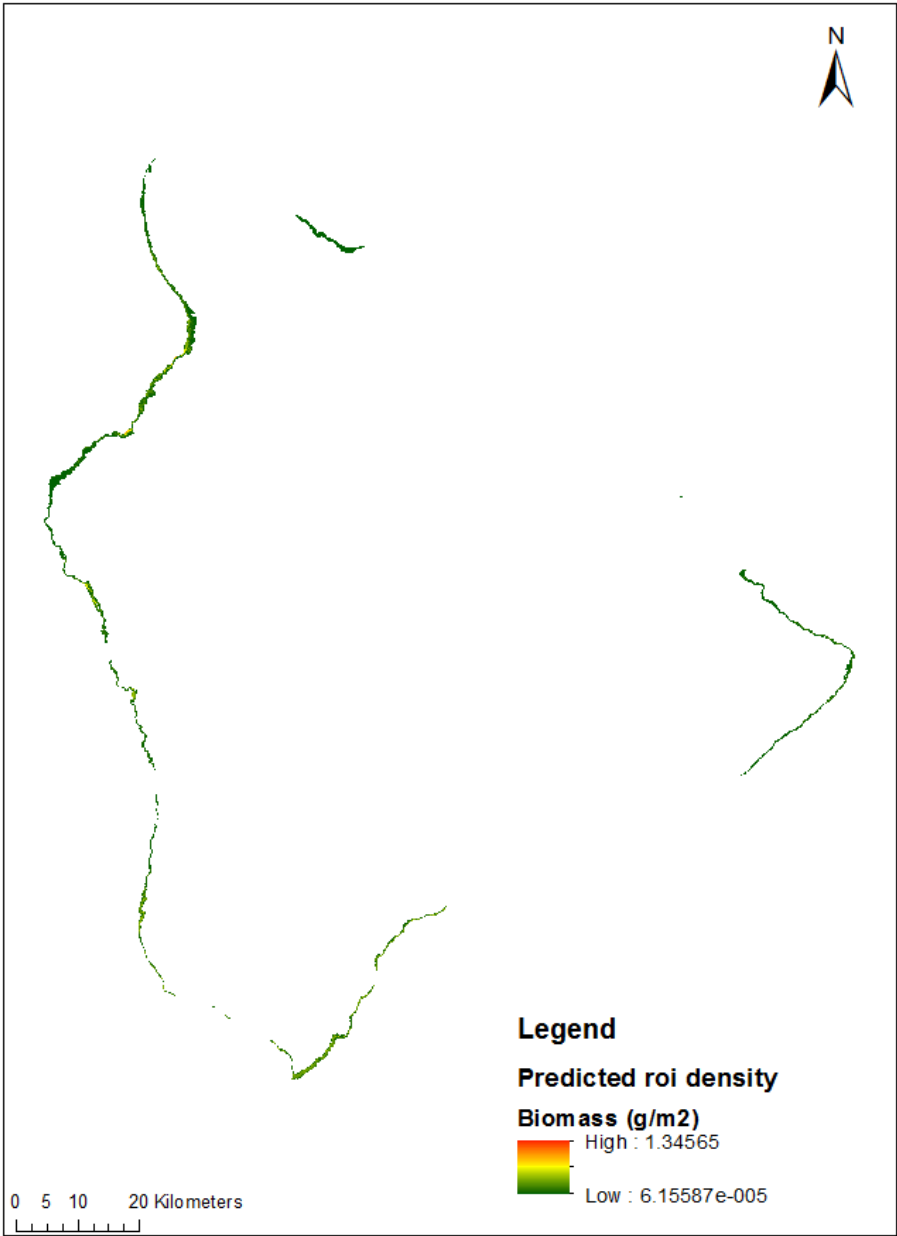 N
Legend
Predicted roi density
Biomass (g/m2)
High : 1.34565
Low : 6.15587e-005
0 5 10 20 Kilometers